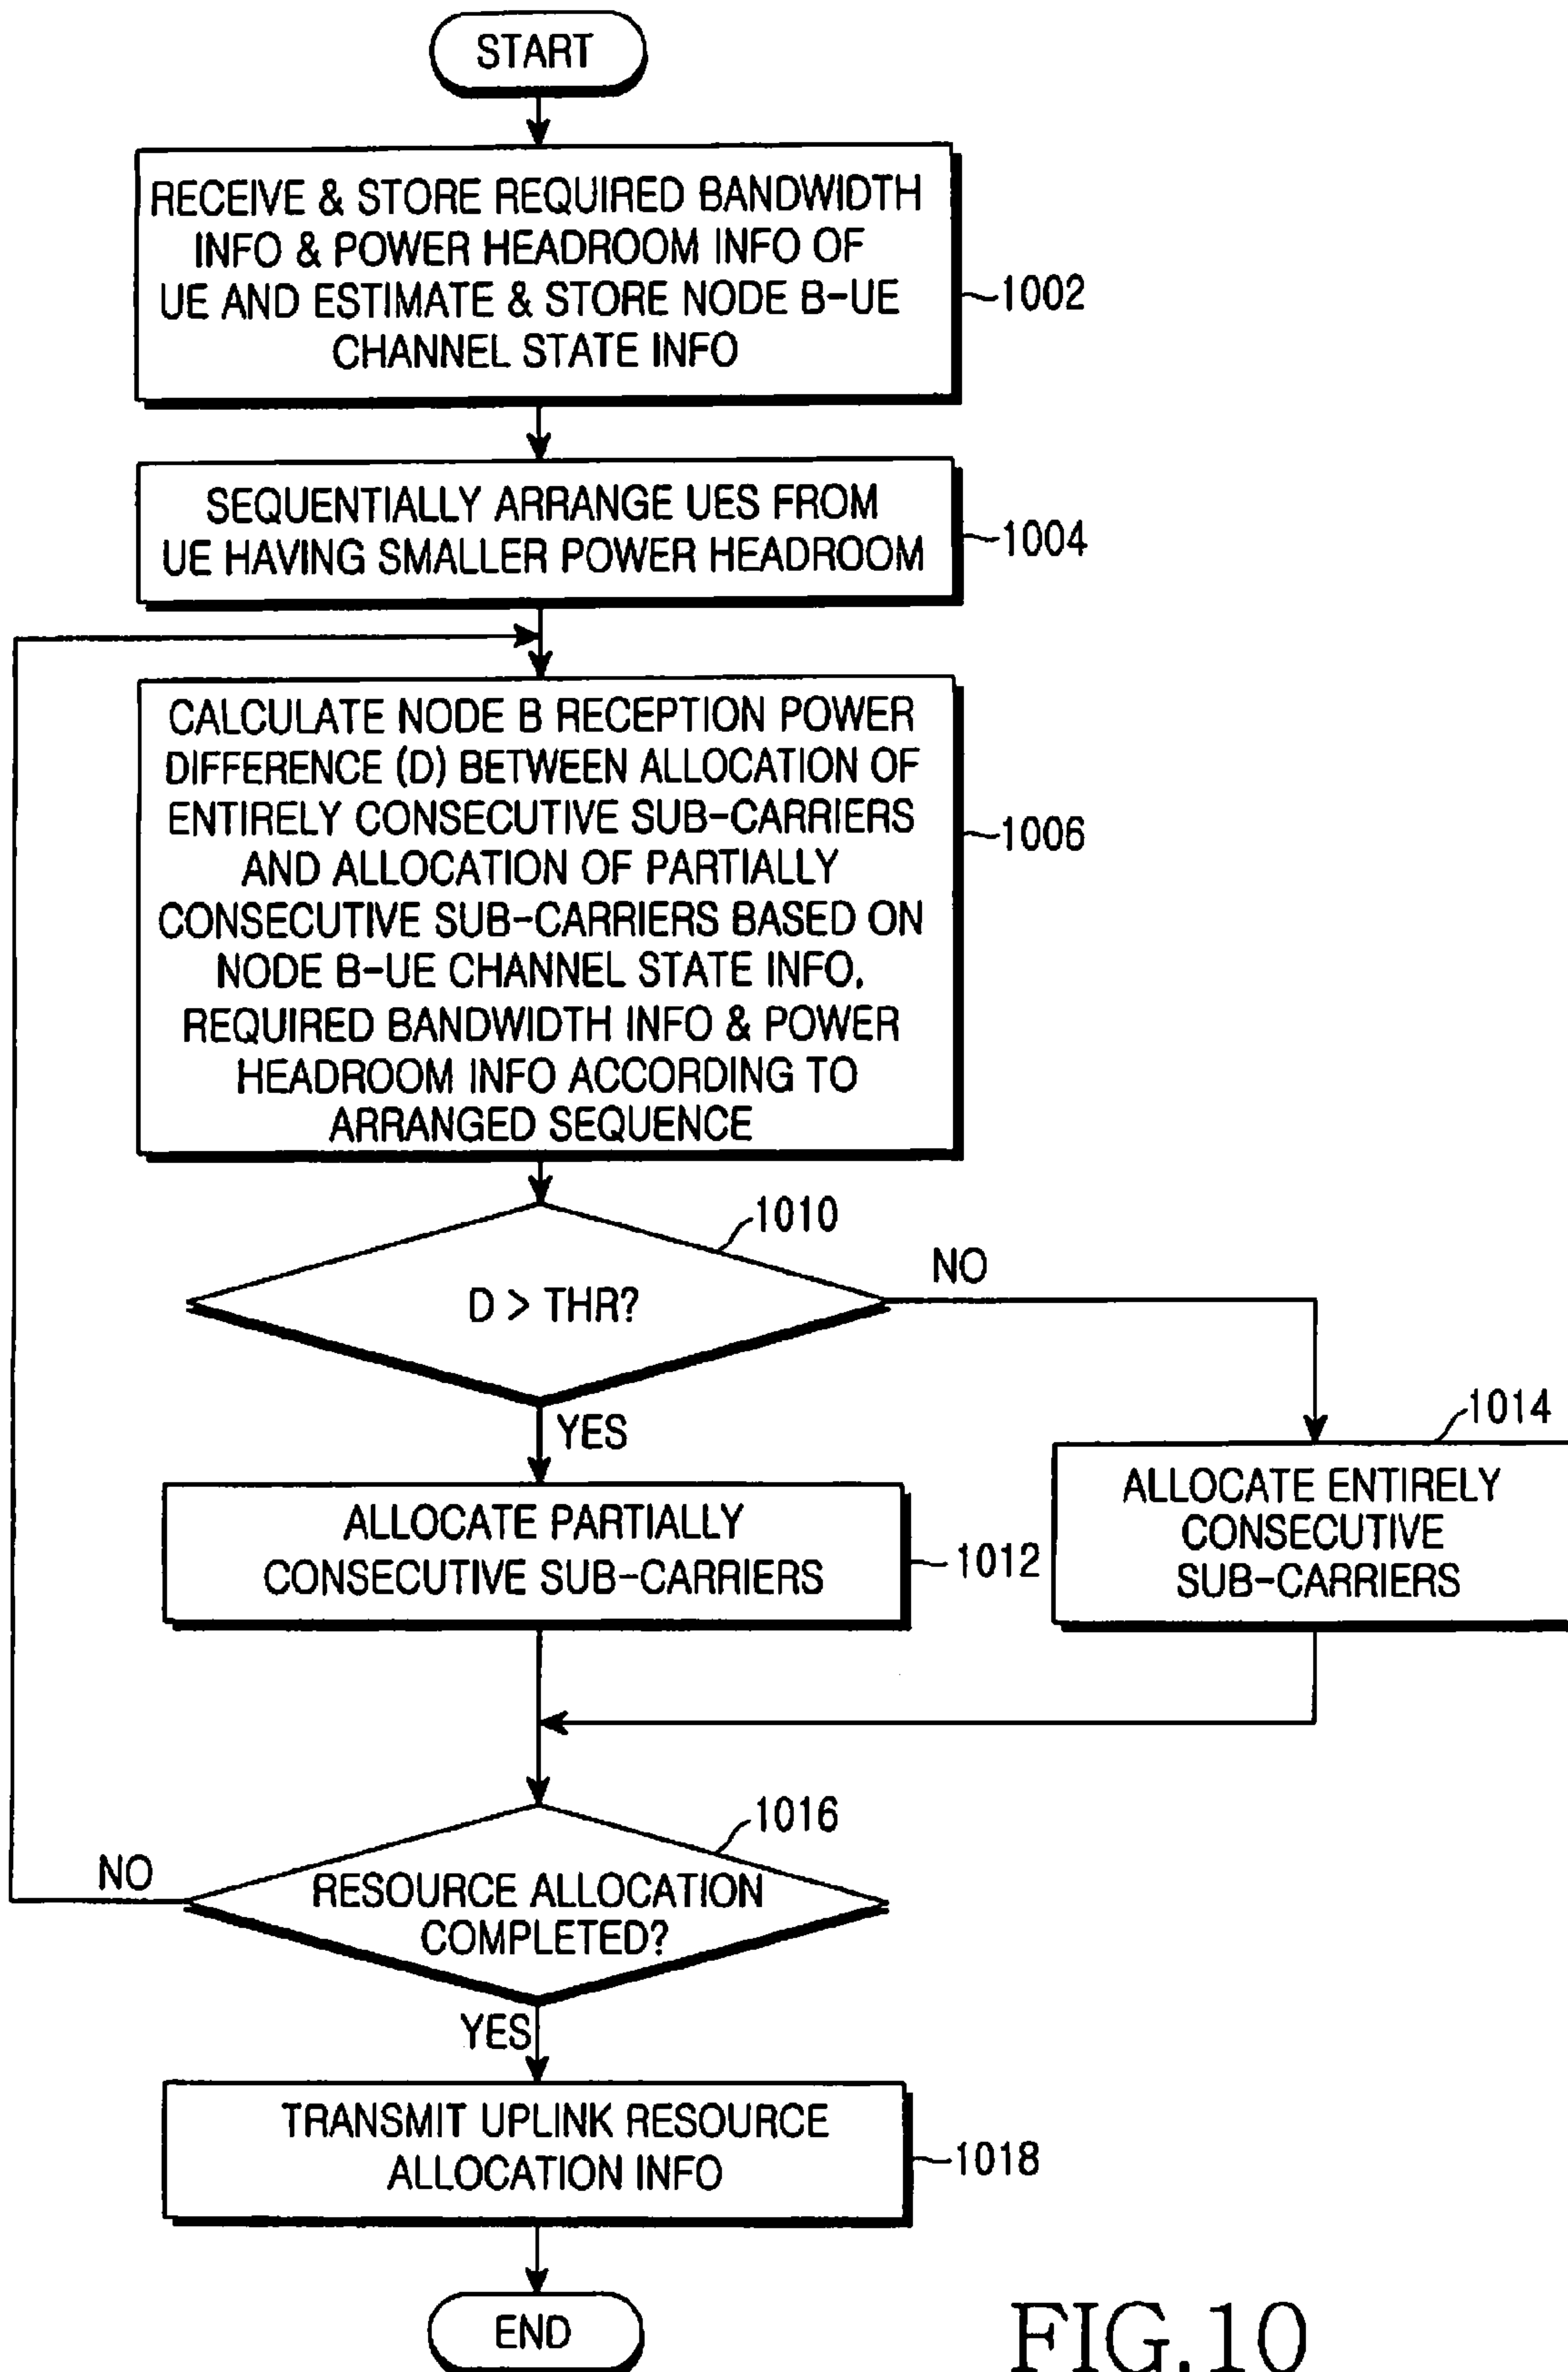 START
RECEIVE & STORE REQUIRED BANDWIDTH
INFO & POWER HEADROOM INFO OF
UE AND ESTIMATE & STORE NODE B-UE
CHANNEL STATE INFO
1002
SEQUENTIALLY ARRANGE UES FROM
UE HAVING SMALLER POWER HEADROOM
1004
CALCULATE NODE B RECEPTION POWER
DIFFERENCE (D) BETWEEN ALLOCATION OF
ENTIRELY CONSECUTIVE SUB-CARRIERS
AND ALLOCATION OF PARTIALLY
CONSECUTIVE SUB-CARRIERS BASED ON
NODE B-UE CHANNEL STATE INFO,
REQUIRED BANDWIDTH INFO & POWER
HEADROOM INFO ACCORDING TO
ARRANGED SEQUENCE
1006
1010
D > THR?
NO
YES
1014
ALLOCATE PARTIALLY
CONSECUTIVE SUB-CARRIERS
1012
ALLOCATE ENTIRELY
CONSECUTIVE
SUB-CARRIERS
1016
RESOURCE ALLOCATION
COMPLETED?
NO
YES
TRANSMIT UPLINK RESOURCE
ALLOCATION INFO
1018
END
FIG.10